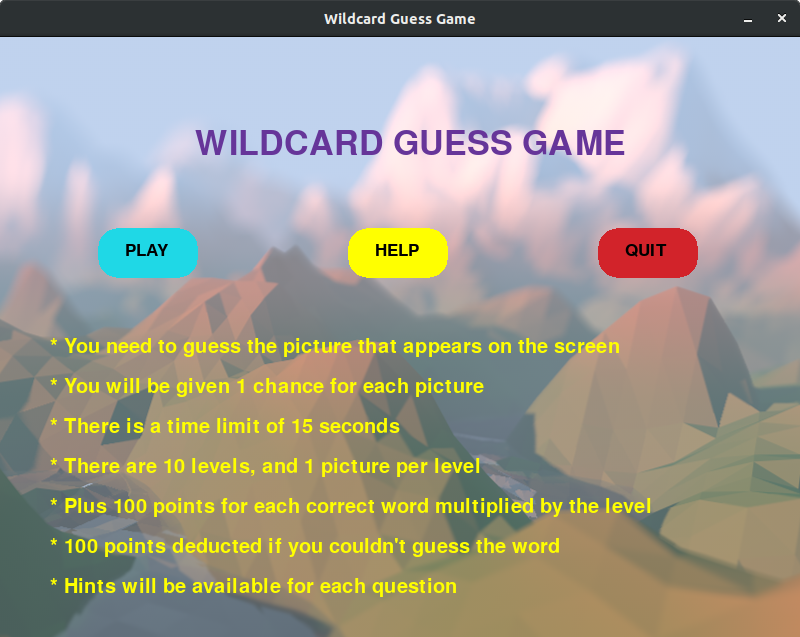 Wildcard Guess Game
WILDCARD GUESS GAME
PLAY HELP QUIT
* You need to guess the picture that appears on the screen
* You will be given 1 chance for each picture
* There is a time limit of 15 seconds
* There are 10 levels, and 1 picture per level
* Plus 100 points for each correct word multiplied by the level
* 100 points deducted if you couldn't guess the word
* Hints will be available for each question